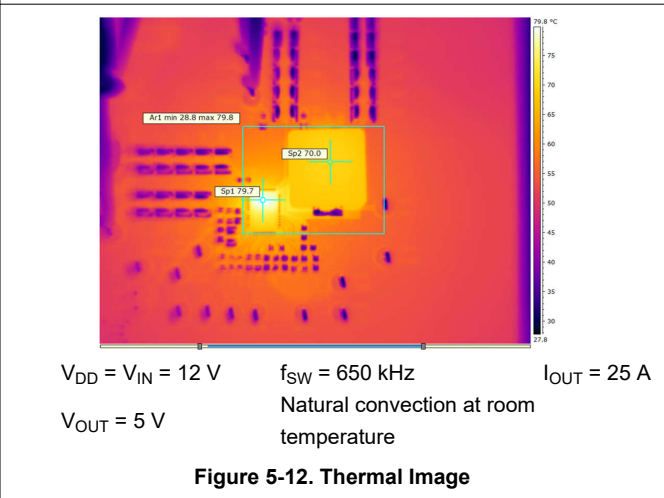 79.8 °C
75
70
65
60
55
50
45
40
35
30
27.8
Ar1 min 28.8 max 79.8
Sp2 70.0
Sp1 79.7
V_DD = V_IN = 12 V f_SW = 650 kHz I_OUT = 25 A
V_OUT = 5 V Natural convection at room
temperature
Figure 5-12. Thermal Image